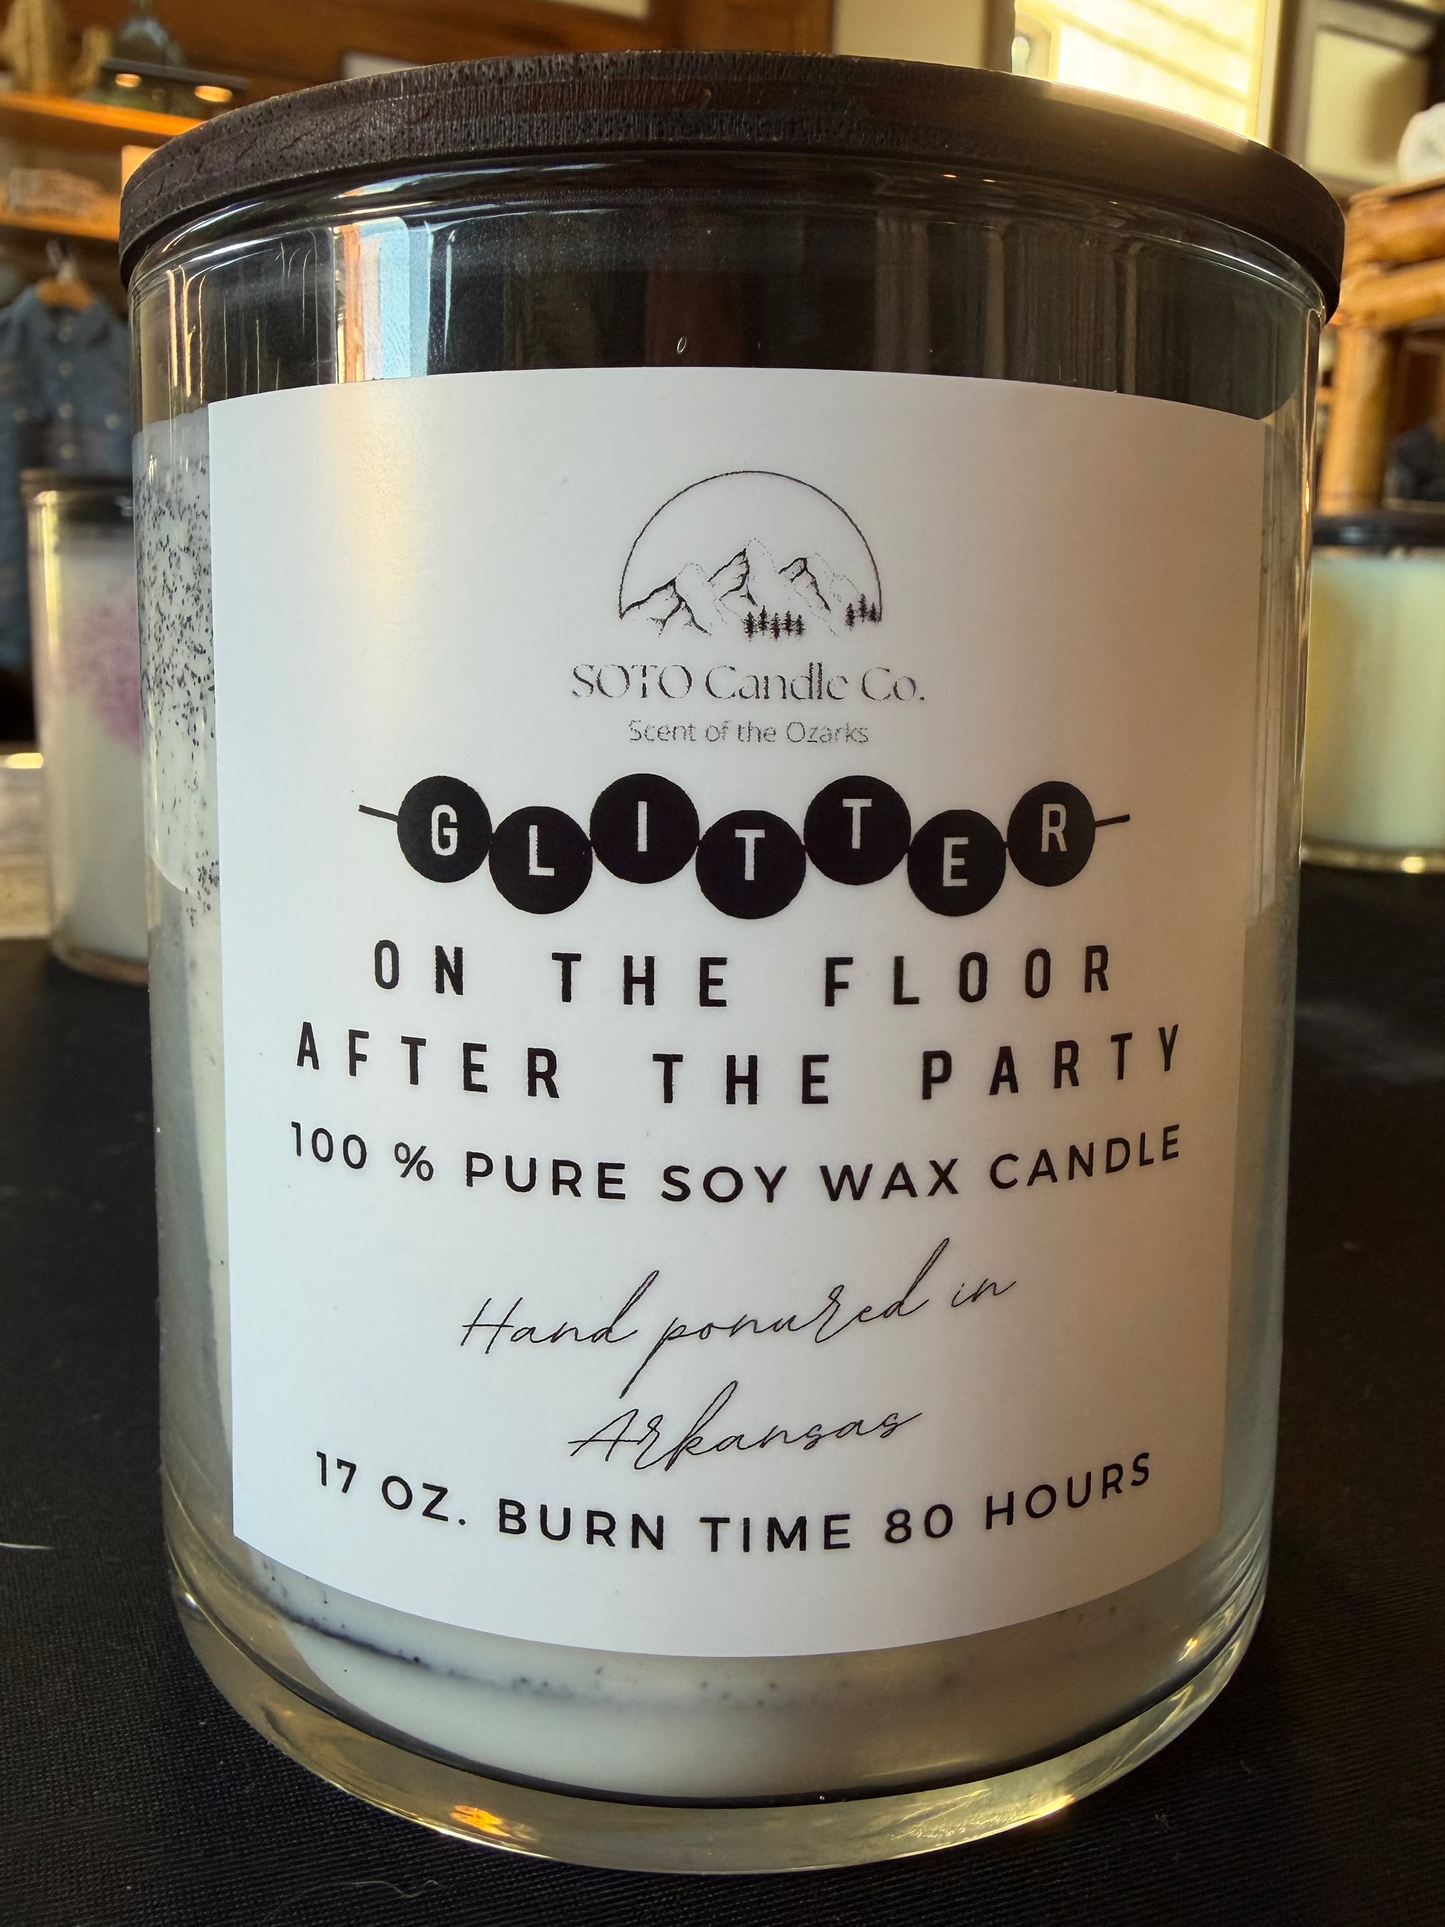 SOTO Candle Co.
Scent of the Ozarks
GLITTER
ON THE FLOOR
AFTER THE PARTY
100 % PURE SOY WAX CANDLE
Hand ponured in
Arkansas
17 OZ. BURN TIME 80 HOURS